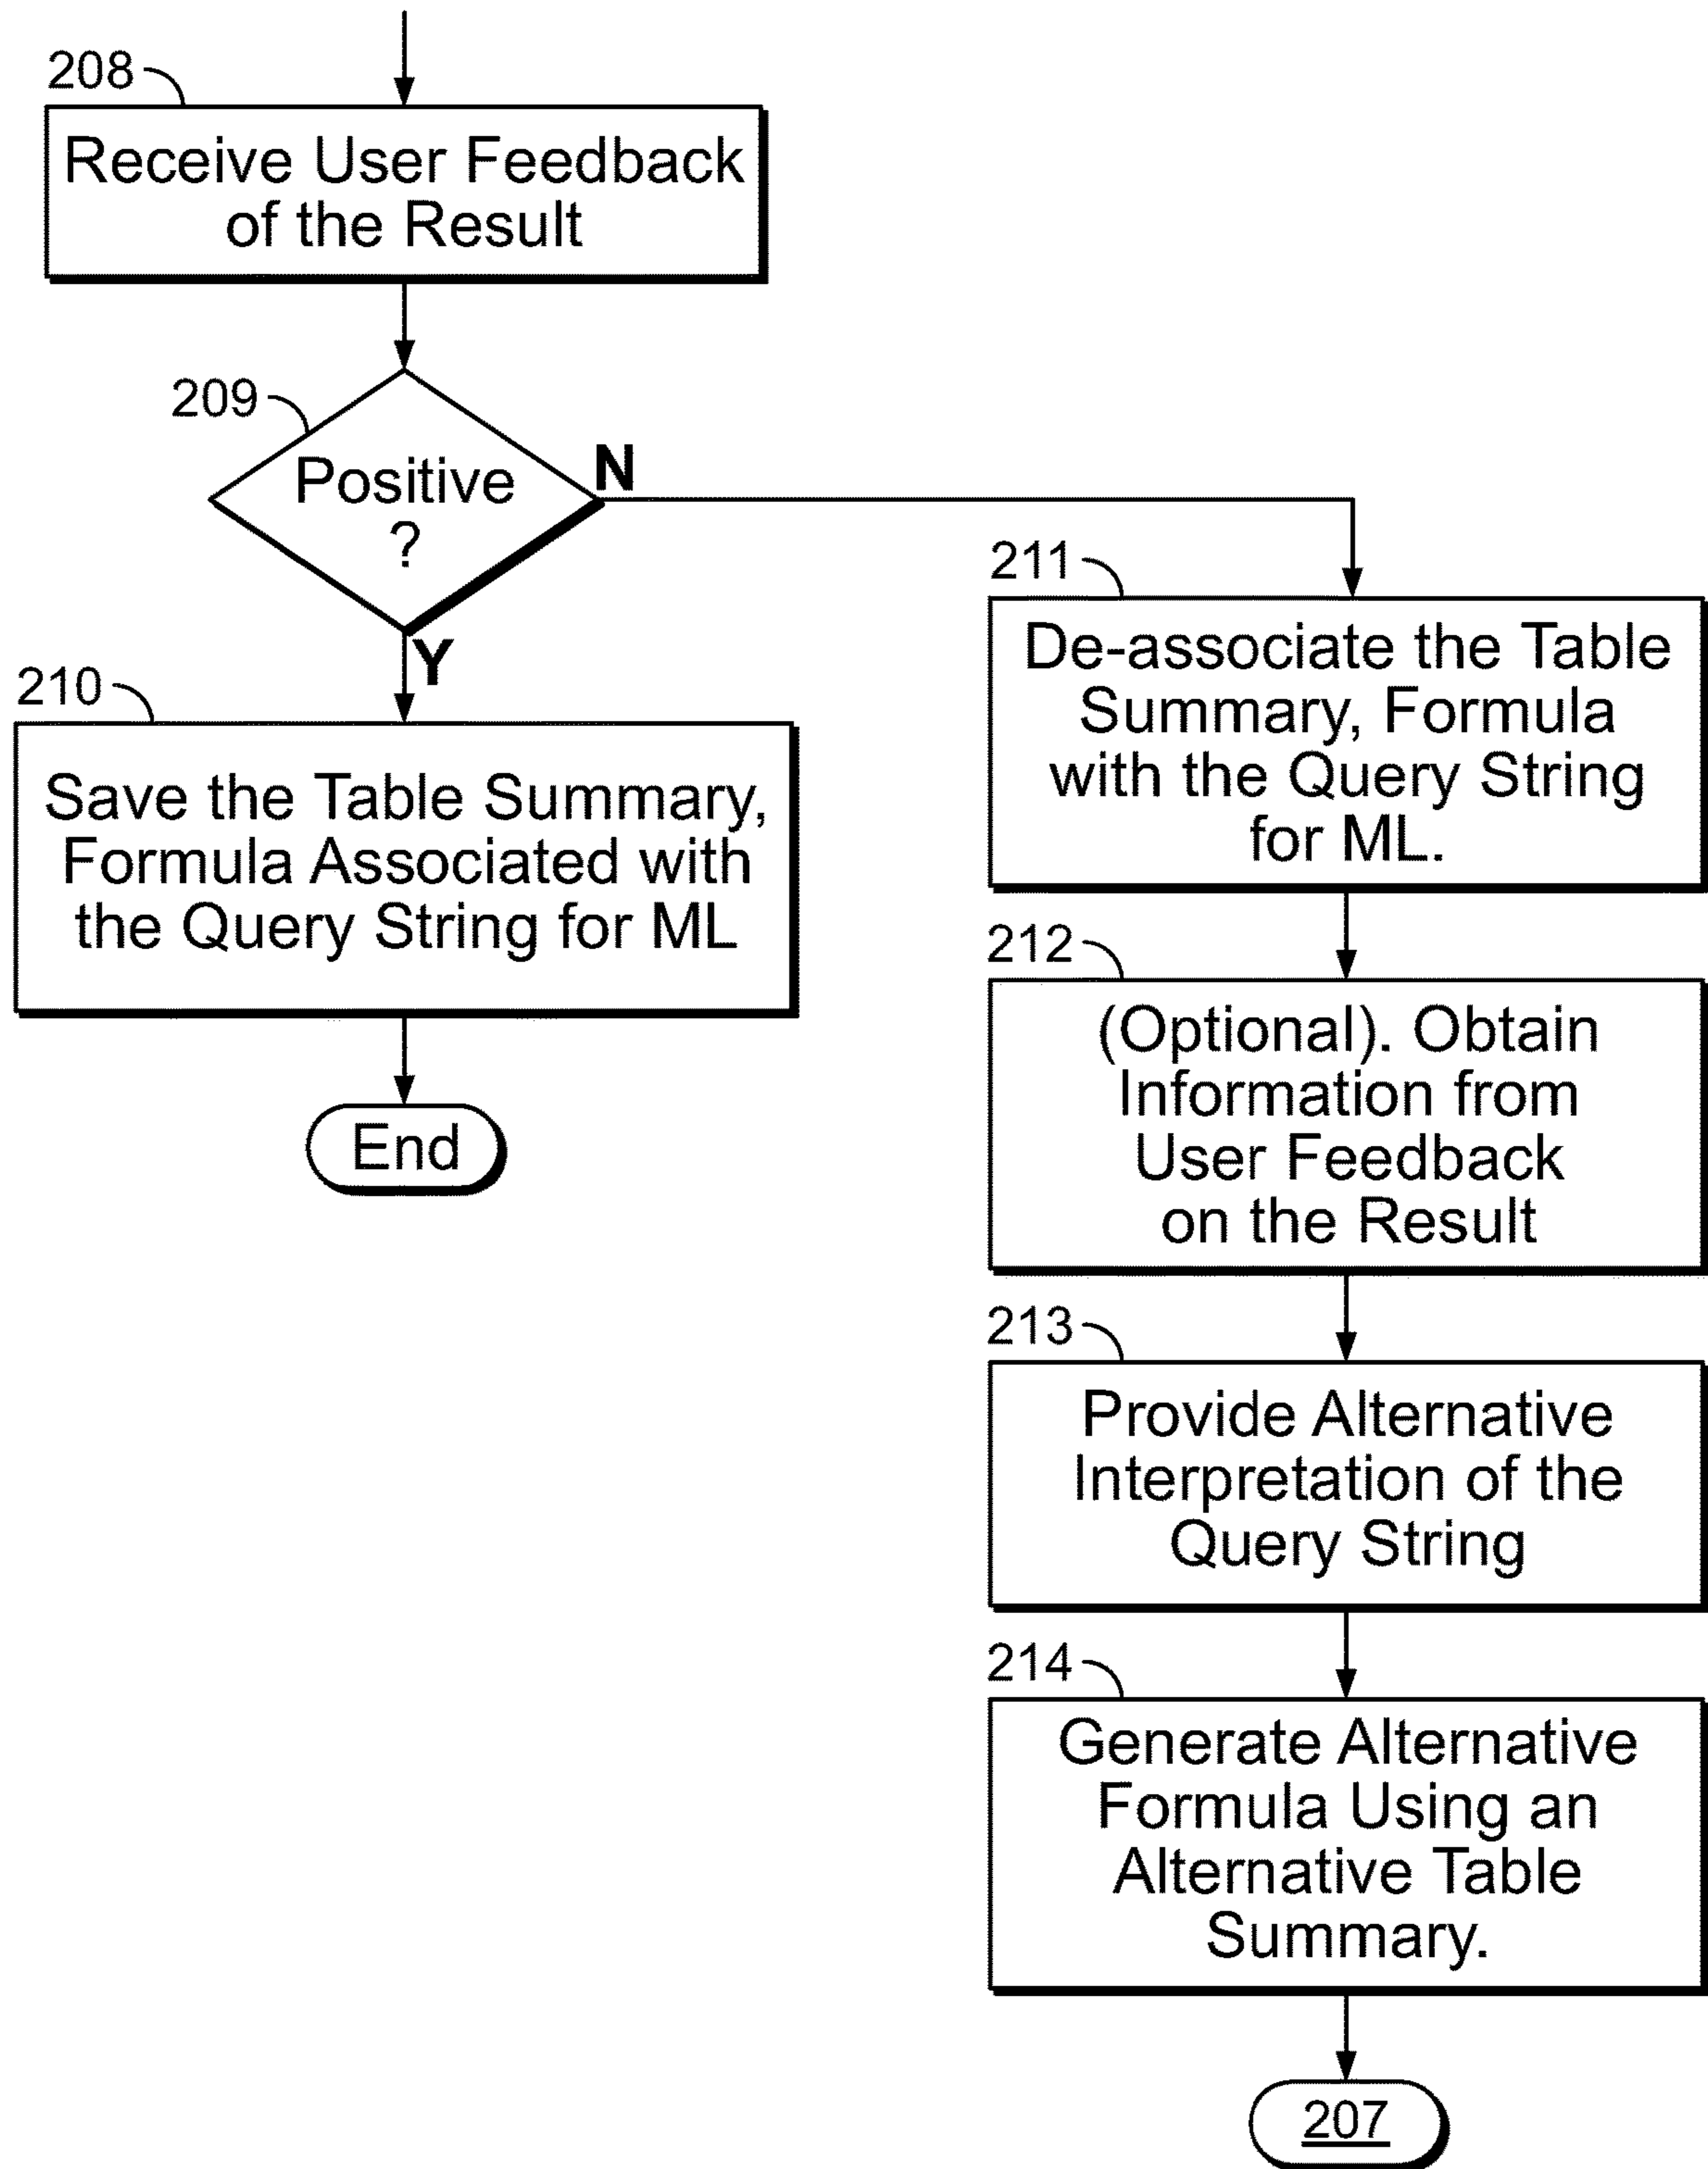 208
Receive User Feedback
of the Result
209
Positive
?
N
Y
210
Save the Table Summary,
Formula Associated with
the Query String for ML
End
211
De-associate the Table
Summary, Formula
with the Query String
for ML.
212
(Optional). Obtain
Information from
User Feedback
on the Result
213
Provide Alternative
Interpretation of the
Query String
214
Generate Alternative
Formula Using an
Alternative Table
Summary.
207